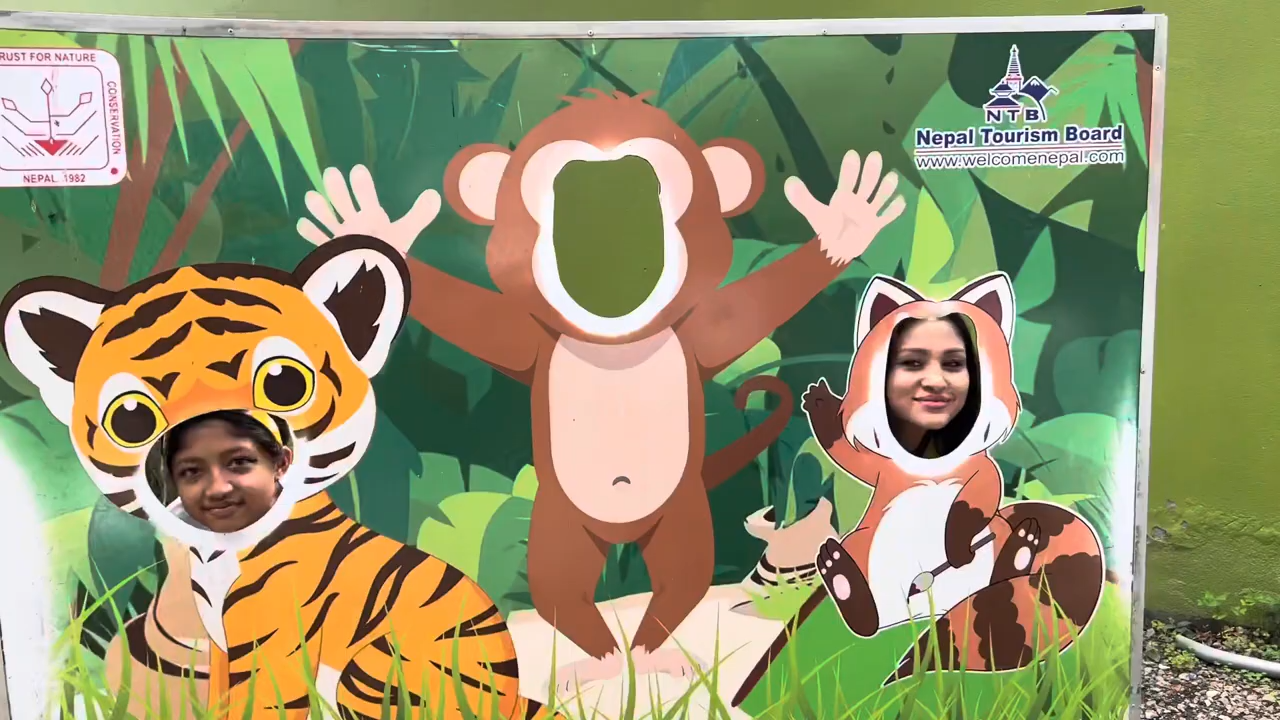 RUST FOR NATURE
CONSERVATION
NEPAL 1982
NTB
Nepal Tourism Board
www.welcomenepal.com